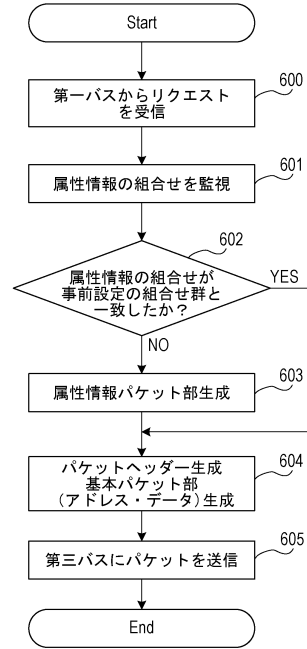 Start
600
第一バスからリクエスト
を受信
601
属性情報の組合せを監視
602
属性情報の組合せが
事前設定の組合せ群と
一致したか？
YES
NO
603
属性情報パケット部生成
604
パケットヘッダー生成
基本パケット部
(アドレス・データ)生成
605
第三バスにパケットを送信
End